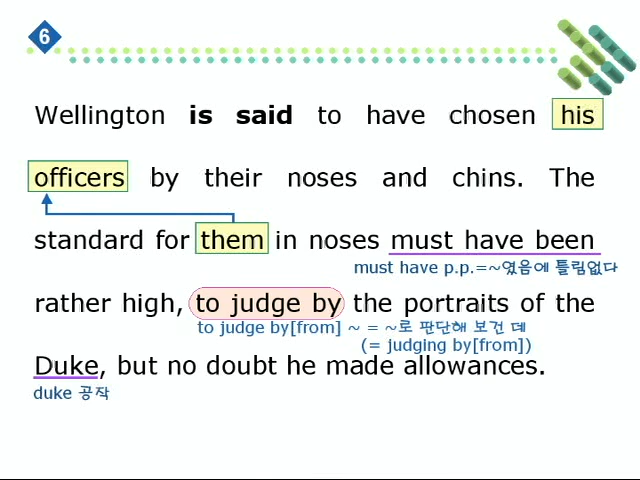 6
Wellington is said to have chosen his
officers by their noses and chins. The
standard for them in noses must have been
must have p.p.=~였음에 틀림없다
rather high, to judge by the portraits of the
to judge by[from] ~ = ~로 판단해 보건 데
(= judging by[from])
Duke, but no doubt he made allowances.
duke 공작